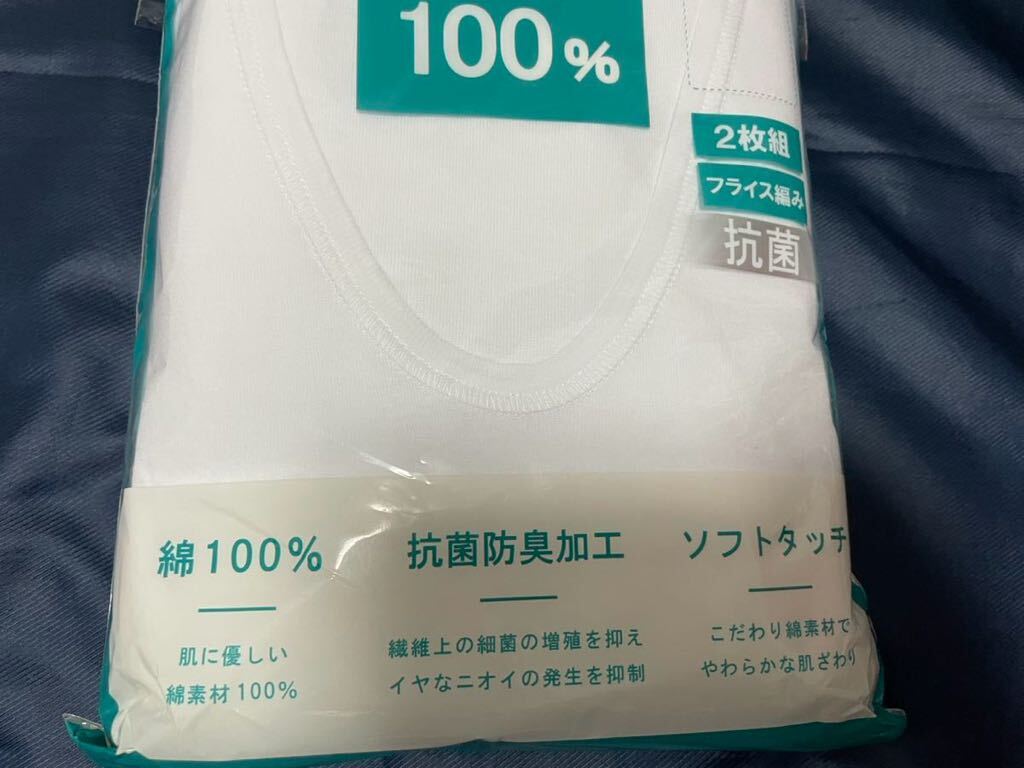 100%
2枚組
フライス編み
抗菌
綿100%
肌に優しい
綿素材100%
抗菌防臭加工
繊維上の細菌の増殖を抑え
イヤなニオイの発生を抑制
ソフトタッチ
こだわり綿素材で
やわらかな肌ざわり